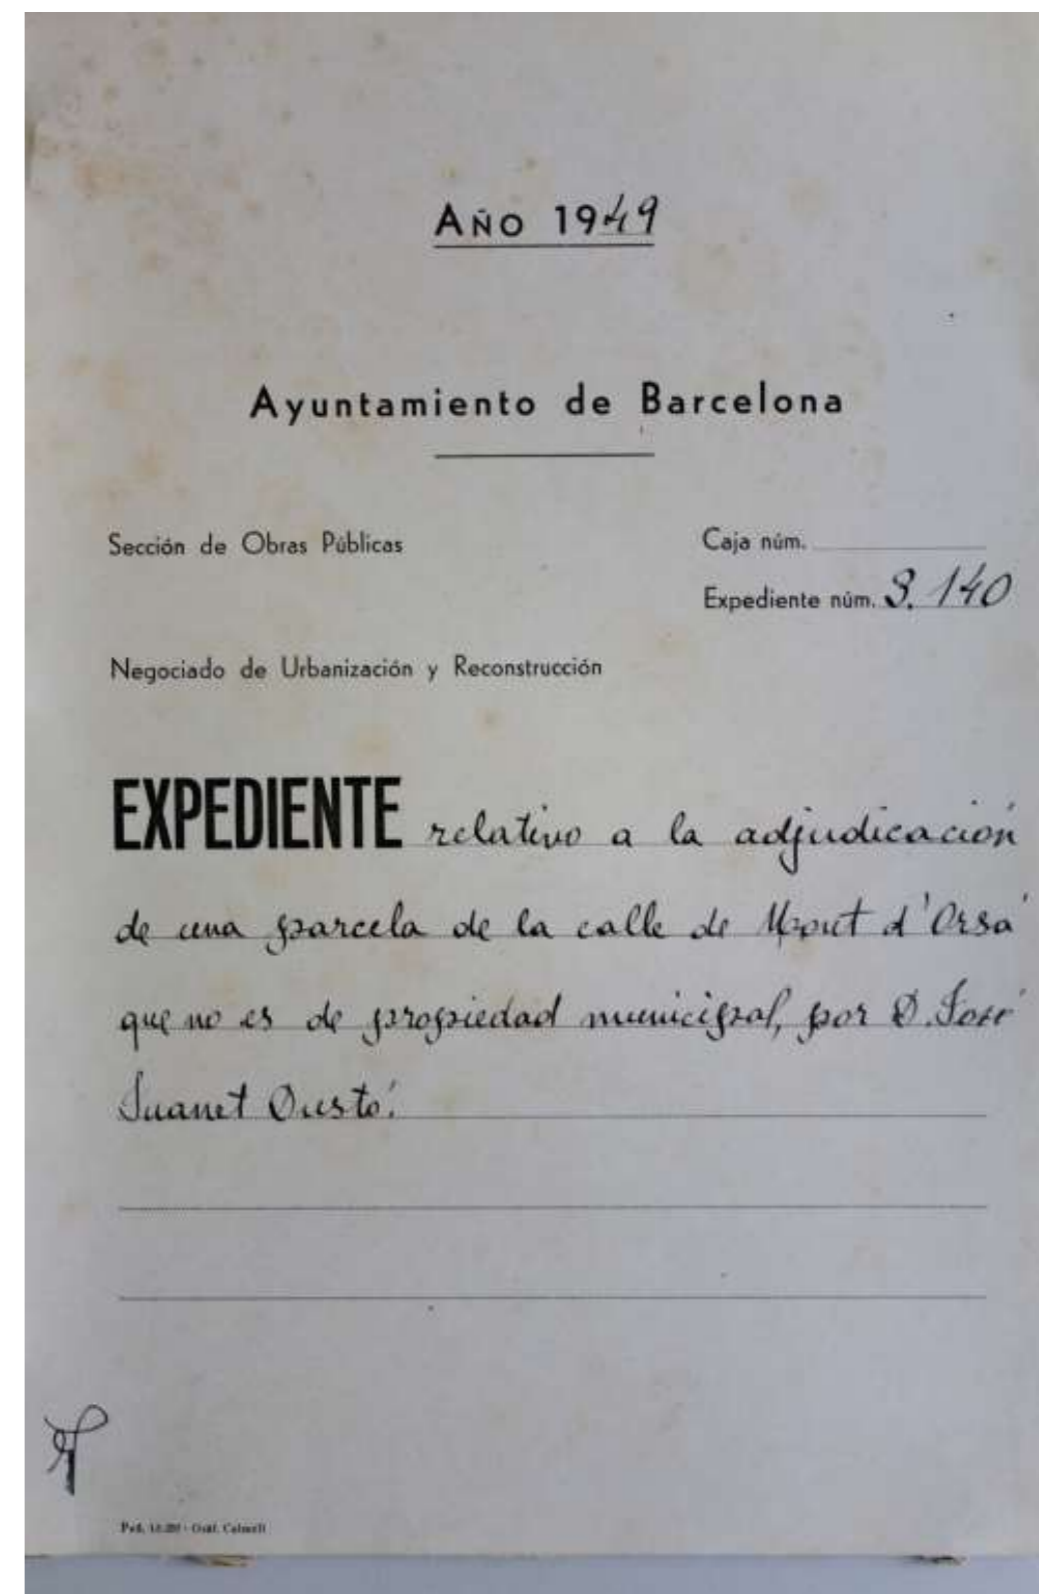 AÑO 1949
Ayuntamiento de Barcelona
Sección de Obras Públicas
Caja núm.
Expediente núm. 3.140
Negociado de Urbanización y Reconstrucción
EXPEDIENTE relativo a la adjudicación
de una parcela de la calle de Mont d'Orsá
que no es de propiedad municipal, por D. José
Juanet Dustó.